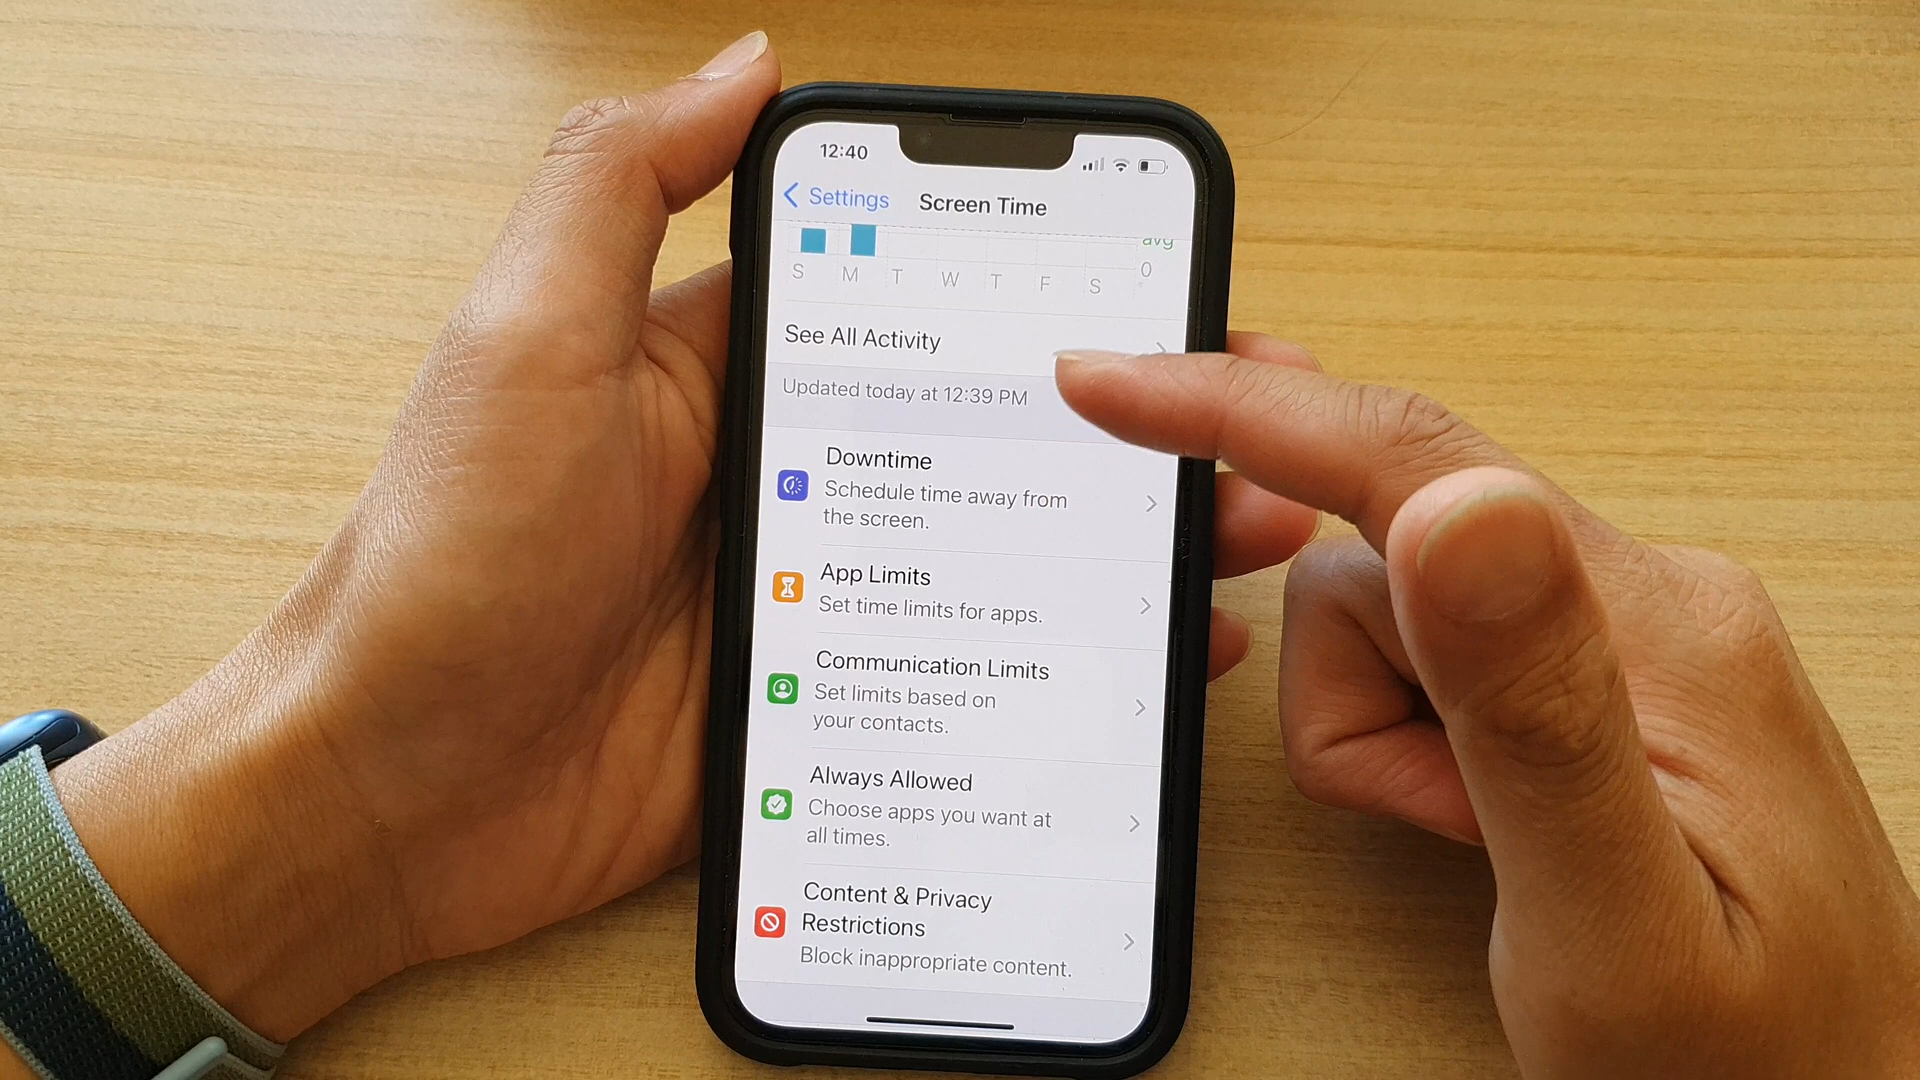 12:40
Settings
Screen Time
avg
0
S M T W T F S
See All Activity
Updated today at 12:39 PM
Downtime
Schedule time away from
the screen.
App Limits
Set time limits for apps.
Communication Limits
Set limits based on
your contacts.
Always Allowed
Choose apps you want at
all times.
Content & Privacy
Restrictions
Block inappropriate content.